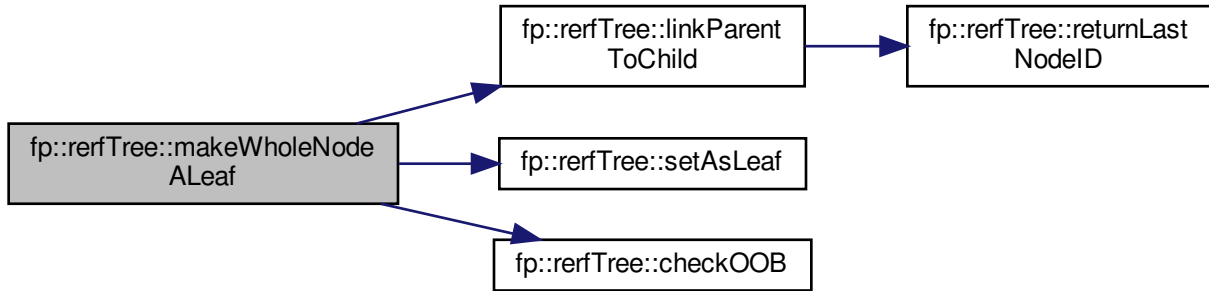 fp::rerfTree::makeWholeNode
ALeaf
fp::rerfTree::linkParent
ToChild
fp::rerfTree::returnLast
NodeID
fp::rerfTree::setAsLeaf
fp::rerfTree::checkOOB